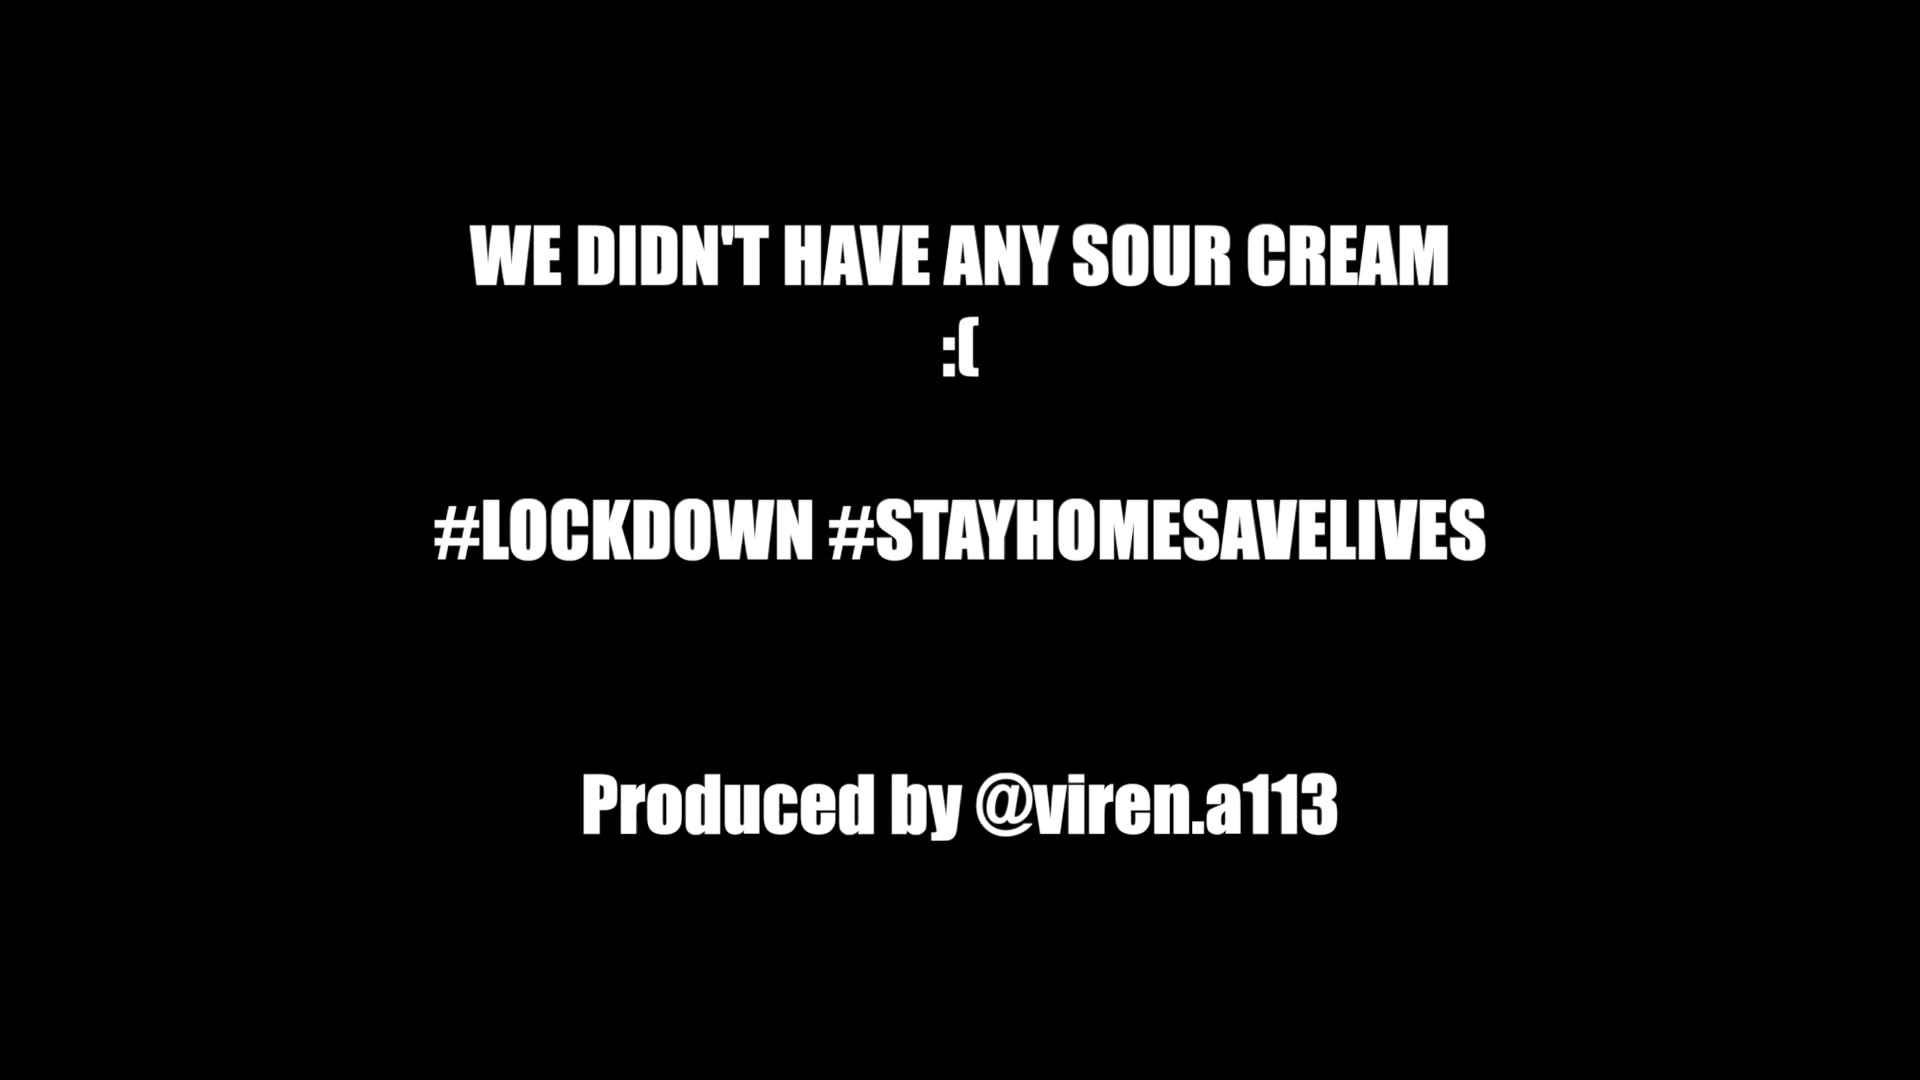 WE DIDN'T HAVE ANY SOUR CREAM
:(
#LOCKDOWN #STAYHOMESAVELIVES
Produced by @viren.a113